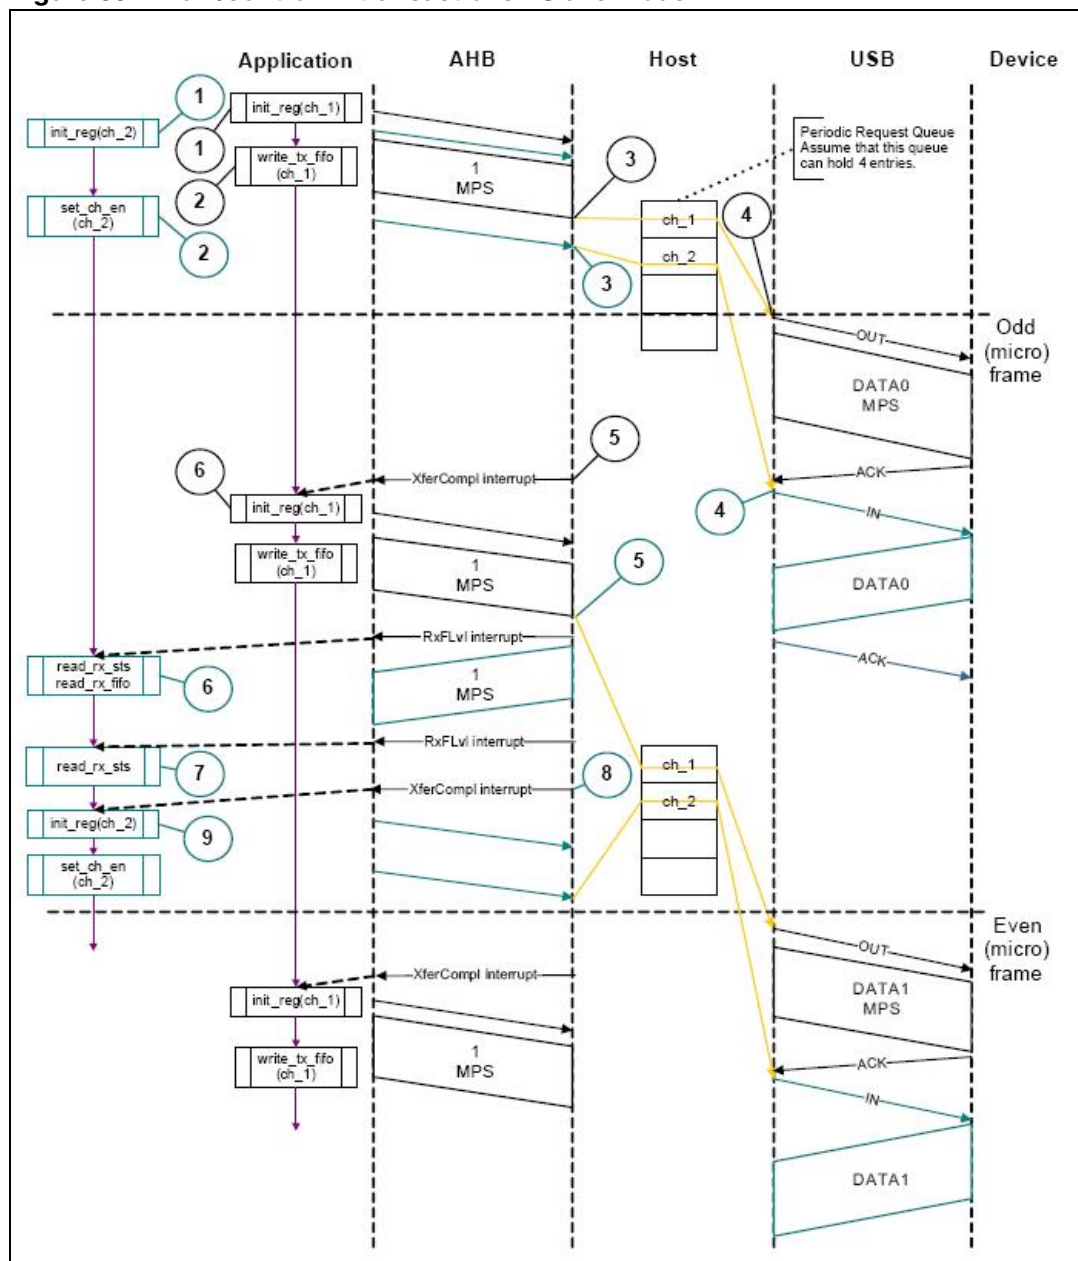 Application AHB Host USB Device
1
init_reg(ch_1)
init_reg(ch_2)
1
Periodic Request Queue
Assume that this queue
can hold 4 entries.
write_tx_fifo
(ch_1)
1
MPS
3
2
set_ch_en
(ch_2)
ch_1
4
2
ch_2
3
Odd
(micro)
frame
OUT
DATA0
MPS
5
ACK
6
XferCompl interrupt
init_reg(ch_1)
4
IN
write_tx_fifo
(ch_1)
1
MPS
5
DATA0
RxFLvl interrupt
ACK
read_rx_sts
read_rx_fifo
6
1
MPS
RxFLvl interrupt
read_rx_sts
7
ch_1
8
XferCompl interrupt
ch_2
init_reg(ch_2)
9
set_ch_en
(ch_2)
Even
(micro)
frame
OUT
XferCompl interrupt
init_reg(ch_1)
DATA1
MPS
write_tx_fifo
(ch_1)
1
MPS
ACK
IN
DATA1